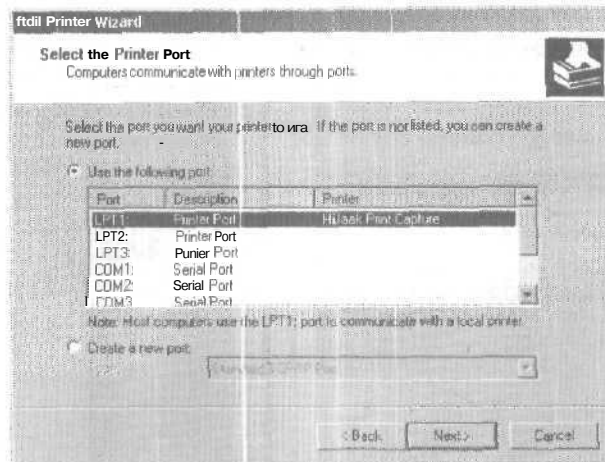 ftdil Printer Wizard
Select the Printer Port
Computers communicate with printers through ports.
Select the port you want your printer to ига If the port is not listed, you can create a
new port.
Use the following port:
Port Description Printer
LPT1: Printer Port HiJaak Print Capture
LPT2: Printer Port
LPT3: Punier Port
COM1: Serial Port
COM2: Serial Port
COM3 Serial Port
Note: Most computers use the LPT1: port to communicate with a local printer.
Create a new port:
< Back Next > Cancel